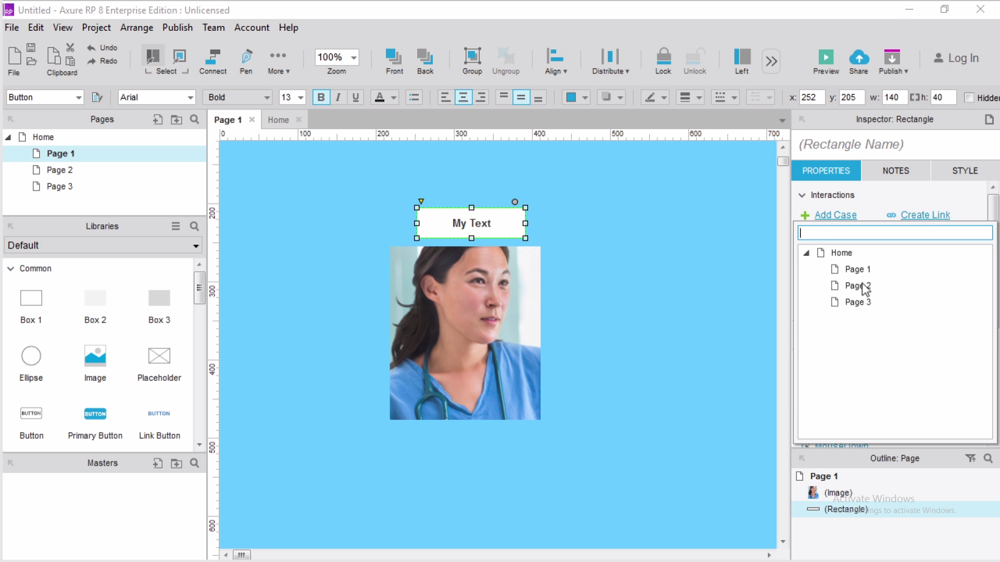 Untitled - Axure RP 8 Enterprise Edition : Unlicensed
File Edit View Project Arrange Publish Team Account Help
Undo
Redo
File Clipboard Select Connect Pen More 100% Zoom Front Back Group Ungroup Align Distribute Lock Unlock Left Preview Share Publish Log In
Button Arial Bold 13 B I U A x: 252 y: 205 w: 140 h: 40 Hidden
Pages
Home
Page 1
Page 2
Page 3
Libraries
Default
Common
Box 1 Box 2 Box 3
Ellipse Image Placeholder
BUTTON BUTTON BUTTON
Button Primary Button Link Button
Masters
Page 1 Home
0 100 200 300 400 500 600 700
200
300
400
500
600
My Text
Inspector: Rectangle
(Rectangle Name)
PROPERTIES NOTES STYLE
Interactions
Add Case Create Link
Home
Page 1
Page 2
Page 3
MouseDown
Outline: Page
Page 1
(Image)
(Rectangle)
Activate Windows
Go to Settings to activate Windows.